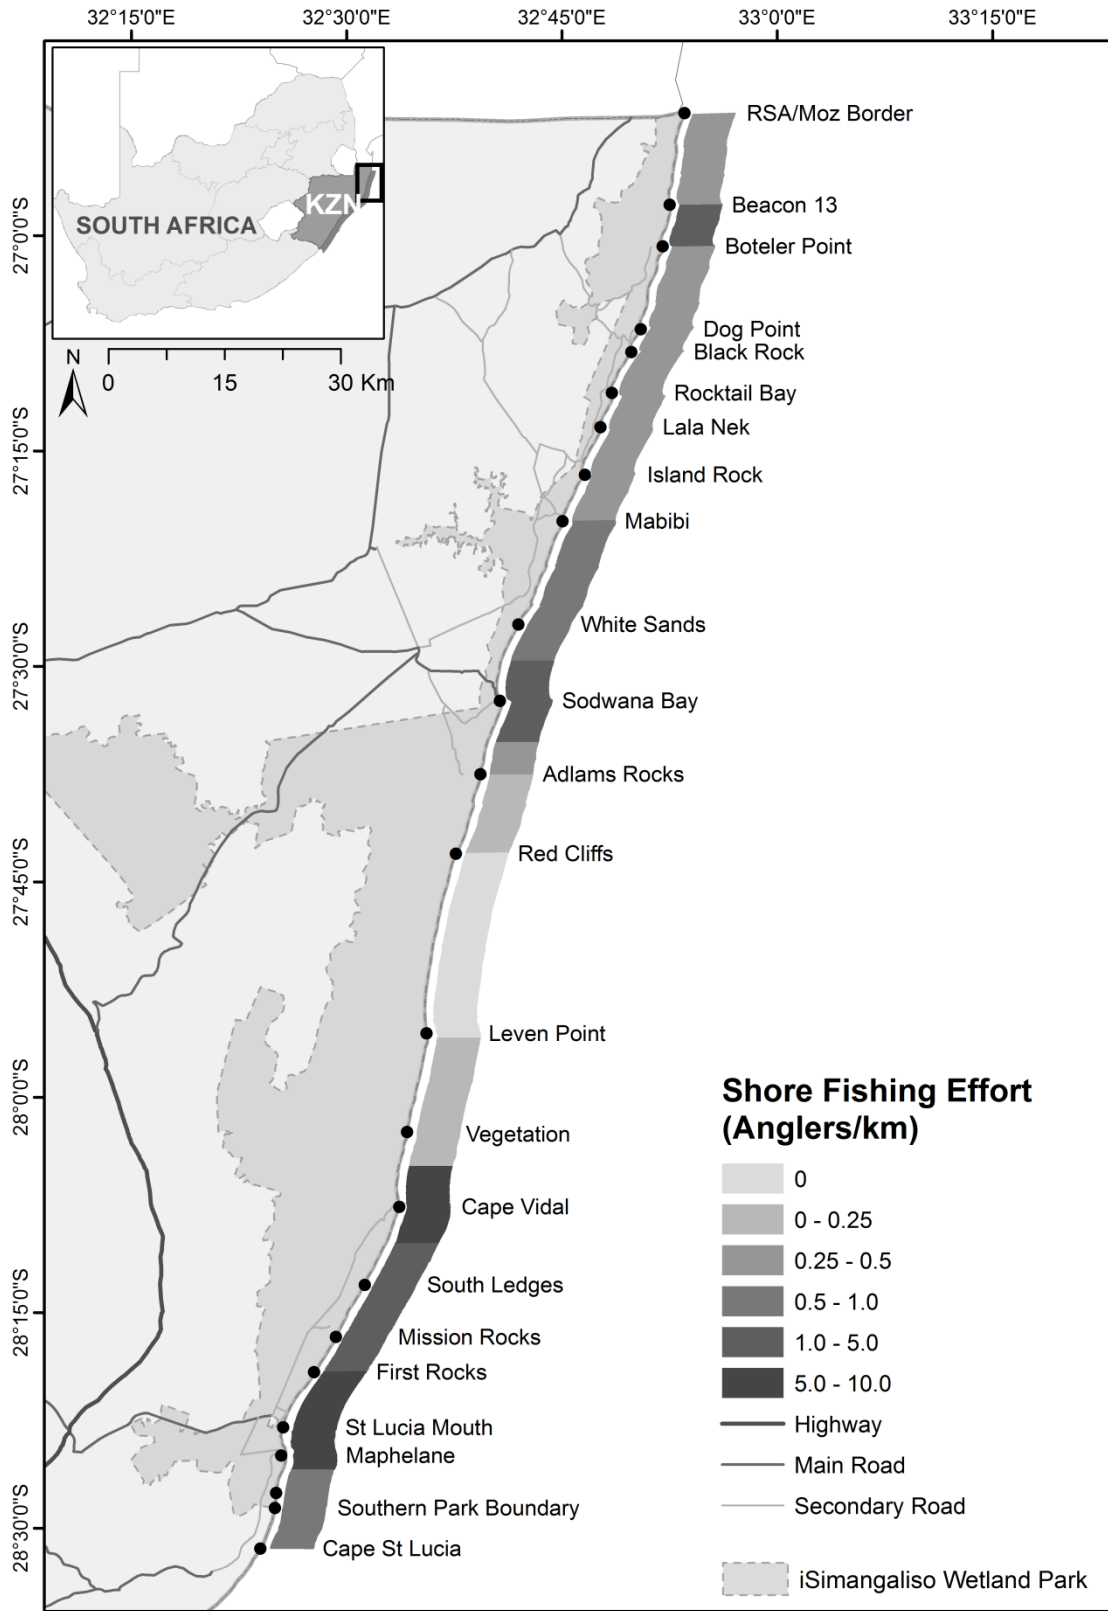 32°15'0"E
32°30'0"E
32°45'0"E
33°0'0"E
33°15'0"E
27°0'0"S
27°15'0"S
27°30'0"S
27°45'0"S
28°0'0"S
28°15'0"S
28°30'0"S
SOUTH AFRICA
KZN
N
0 15 30 Km
RSA/Moz Border
Beacon 13
Boteler Point
Dog Point
Black Rock
Rocktail Bay
Lala Nek
Island Rock
Mabibi
White Sands
Sodwana Bay
Adlams Rocks
Red Cliffs
Leven Point
Vegetation
Cape Vidal
South Ledges
Mission Rocks
First Rocks
St Lucia Mouth
Maphelane
Southern Park Boundary
Cape St Lucia
Shore Fishing Effort
(Anglers/km)
0
0 - 0.25
0.25 - 0.5
0.5 - 1.0
1.0 - 5.0
5.0 - 10.0
Highway
Main Road
Secondary Road
iSimangaliso Wetland Park